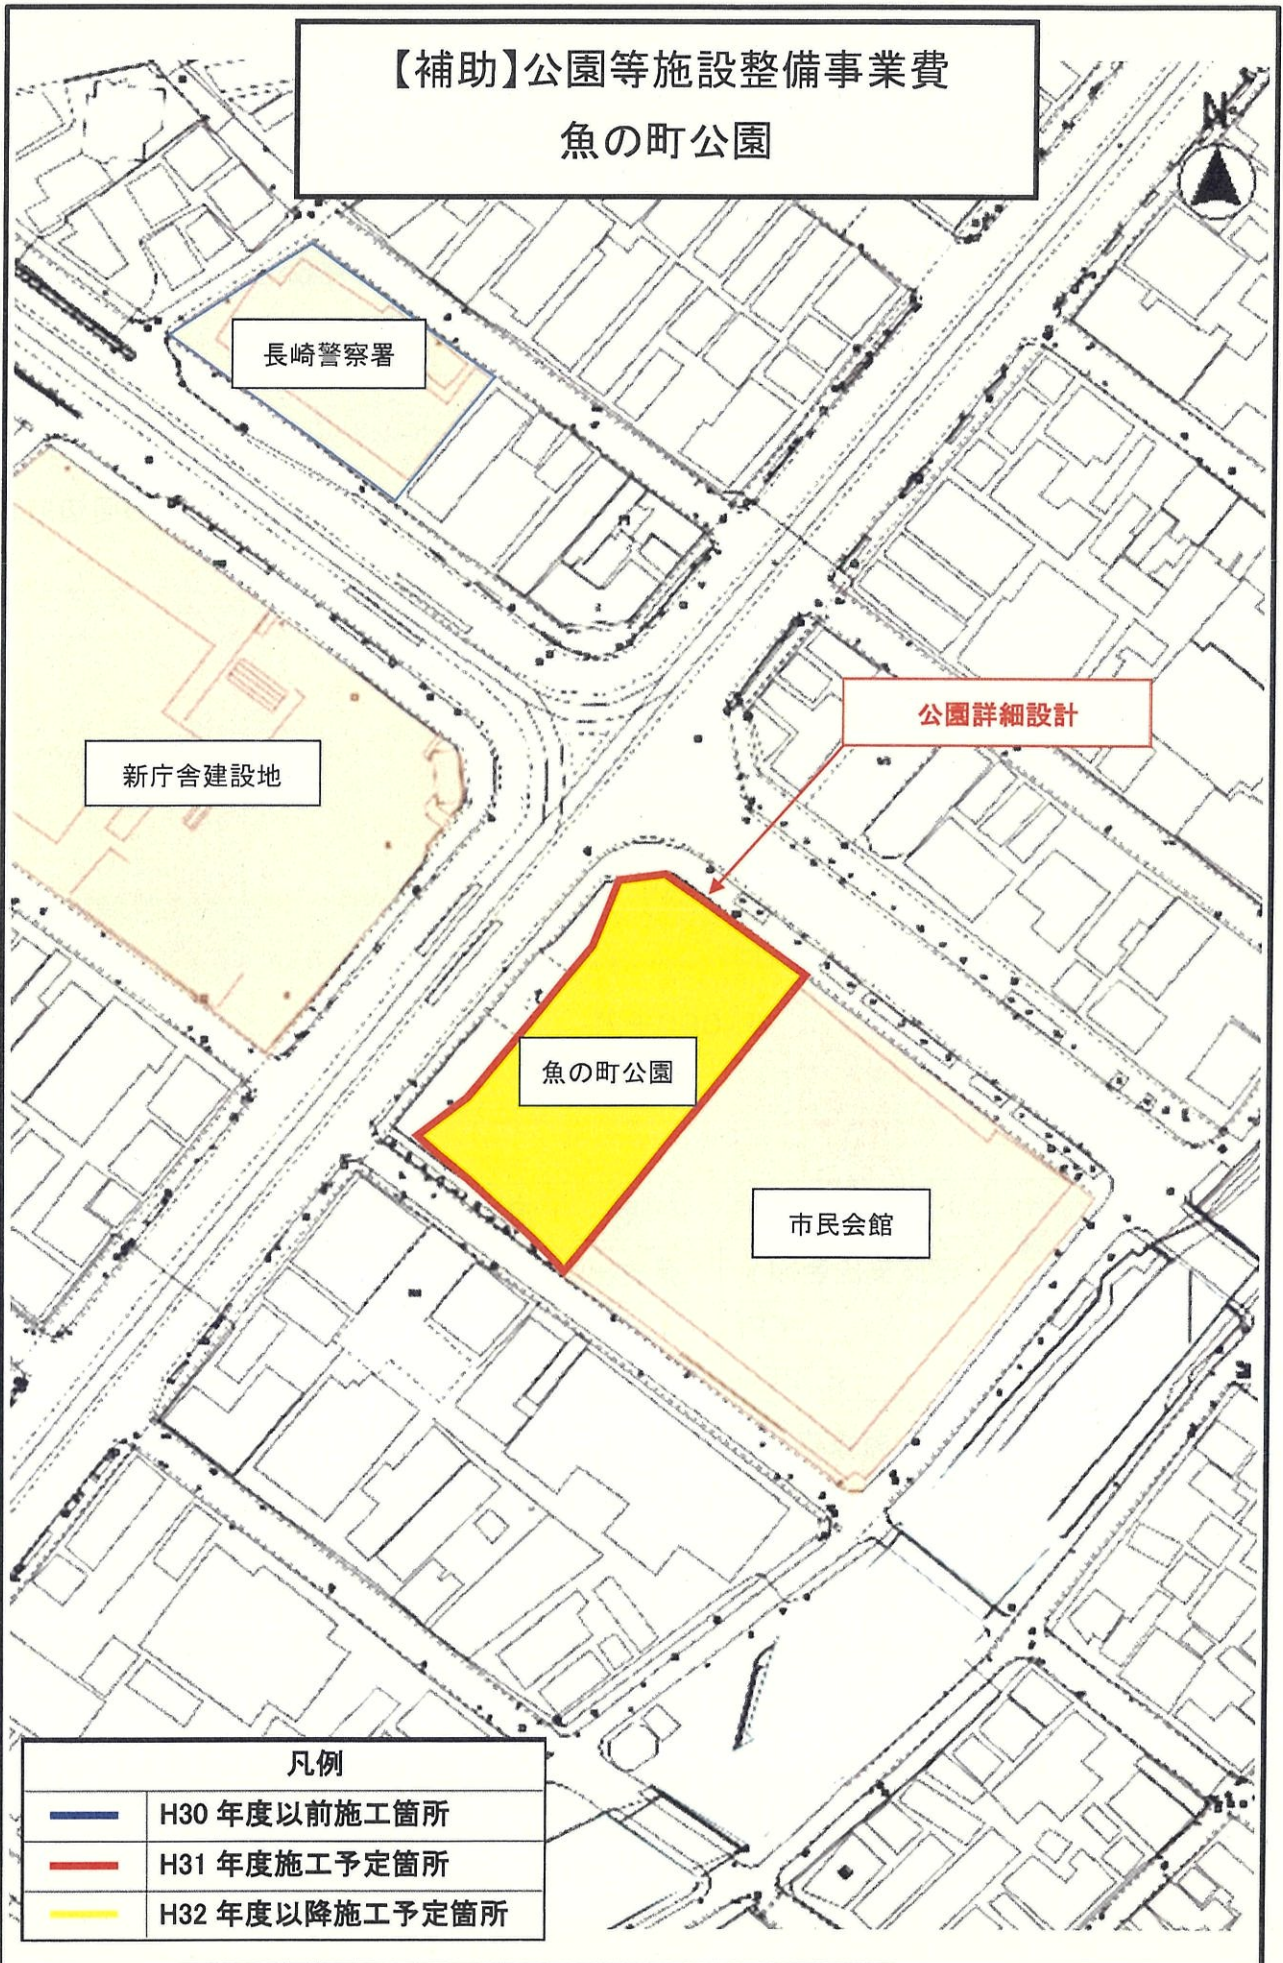 【補助】公園等施設整備事業費
魚の町公園
N
長崎警察署
公園詳細設計
新庁舎建設地
魚の町公園
市民会館
凡例
H30 年度以前施工箇所
H31 年度施工予定箇所
H32 年度以降施工予定箇所